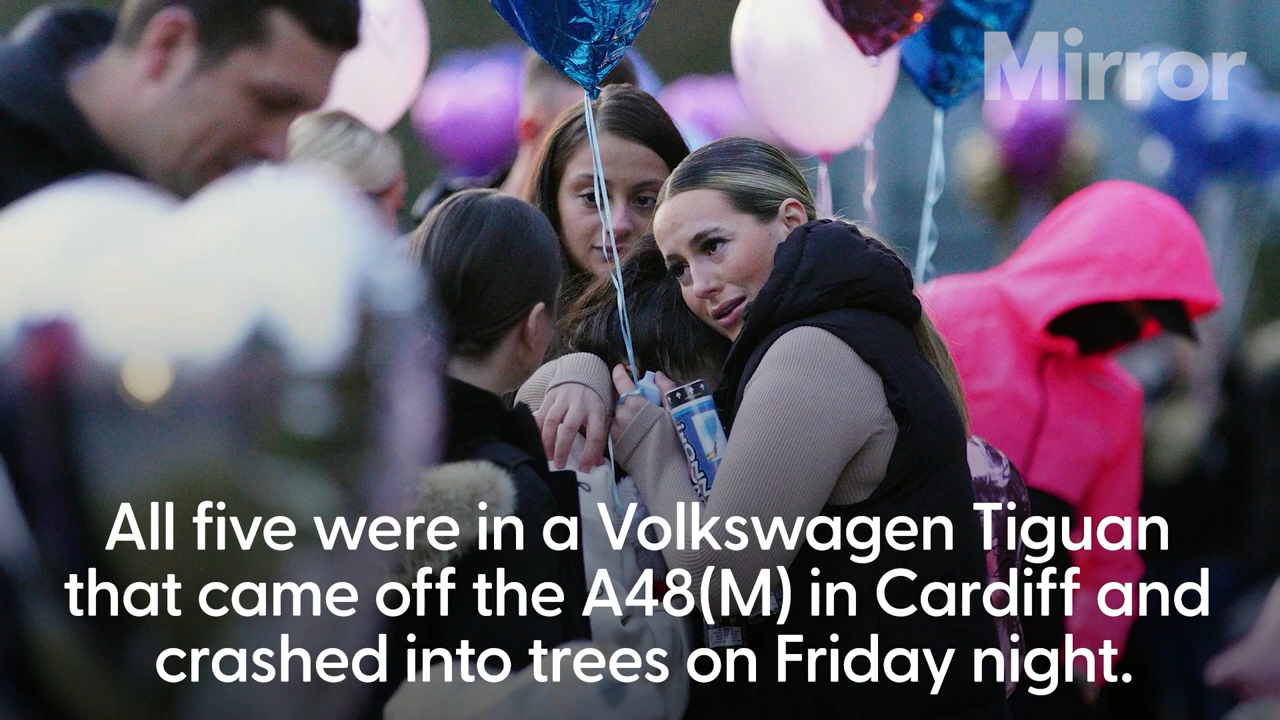 Mirror
All five were in a Volkswagen Tiguan
that came off the A48(M) in Cardiff and
crashed into trees on Friday night.